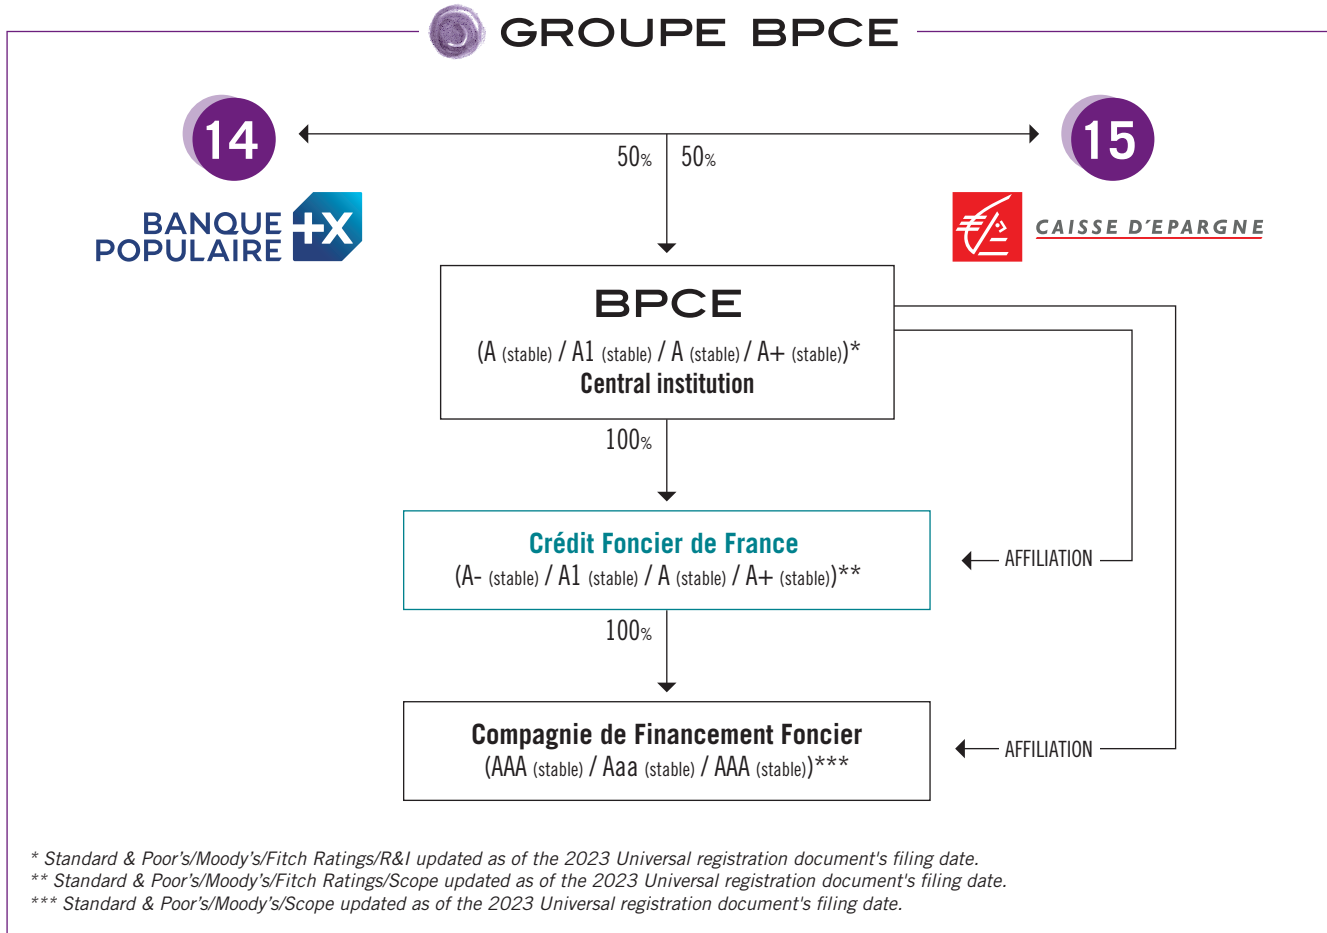 GROUPE BPCE
14
15
50% 50%
BANQUE
POPULAIRE +X
CAISSE D'EPARGNE
BPCE
(A (stable) / A1 (stable) / A (stable) / A+ (stable))*
Central institution
100%
Crédit Foncier de France
(A- (stable) / A1 (stable) / A (stable) / A+ (stable))**
AFFILIATION
100%
Compagnie de Financement Foncier
(AAA (stable) / Aaa (stable) / AAA (stable))***
AFFILIATION
* Standard & Poor's/Moody's/Fitch Ratings/R&I updated as of the 2023 Universal registration document's filing date.
** Standard & Poor's/Moody's/Fitch Ratings/Scope updated as of the 2023 Universal registration document's filing date.
*** Standard & Poor's/Moody's/Scope updated as of the 2023 Universal registration document's filing date.